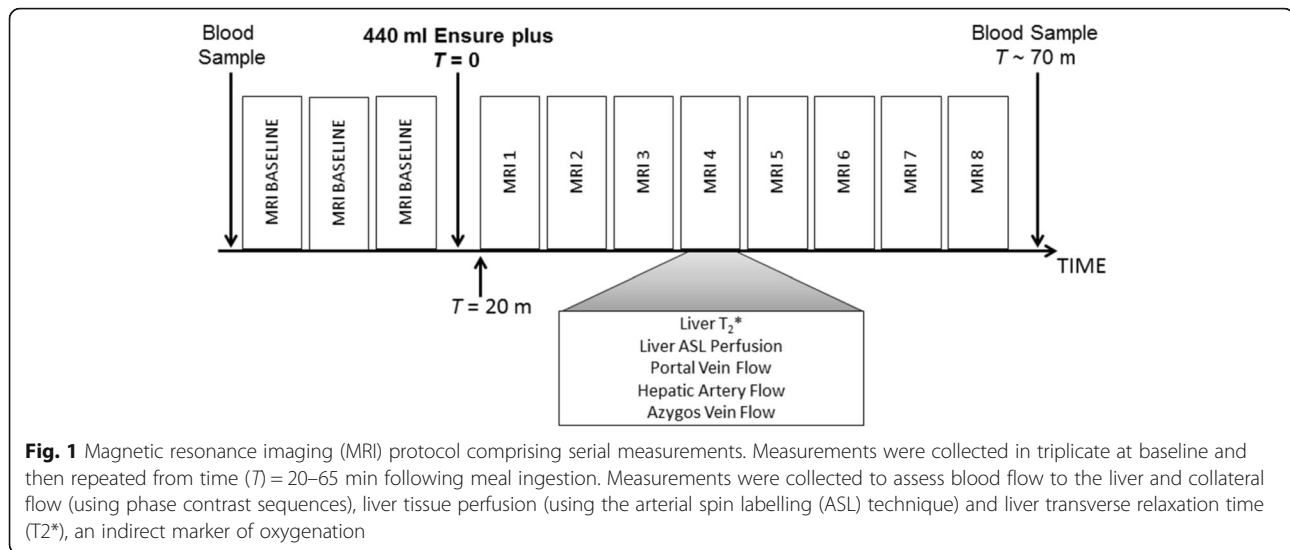 Blood
Sample
440 ml Ensure plus
T = 0
Blood Sample
T ~ 70 m
MRI BASELINE
MRI BASELINE
MRI BASELINE
MRI 1
MRI 2
MRI 3
MRI 4
MRI 5
MRI 6
MRI 7
MRI 8
TIME
T = 20 m
Liver T₂*
Liver ASL Perfusion
Portal Vein Flow
Hepatic Artery Flow
Azygos Vein Flow
Fig. 1 Magnetic resonance imaging (MRI) protocol comprising serial measurements. Measurements were collected in triplicate at baseline and
then repeated from time (T) = 20–65 min following meal ingestion. Measurements were collected to assess blood flow to the liver and collateral
flow (using phase contrast sequences), liver tissue perfusion (using the arterial spin labelling (ASL) technique) and liver transverse relaxation time
(T2*), an indirect marker of oxygenation